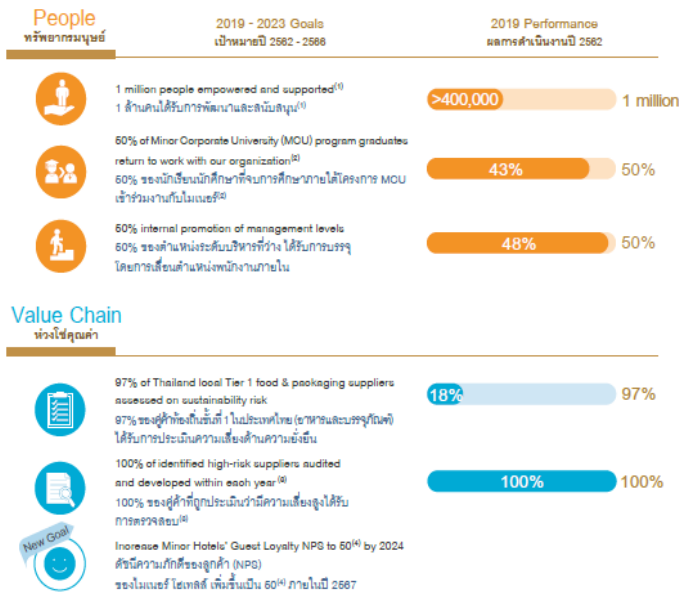 People
ทรัพยากรมนุษย์
2019 - 2023 Goals
เป้าหมายปี 2562 - 2566
2019 Performance
ผลการดำเนินงานปี 2562
1 million people empowered and supported(1)
1 ล้านคนได้รับการพัฒนาและสนับสนุน(1)
>400,000
1 million
50% of Minor Corporate University (MCU) program graduates
return to work with our organization(2)
50% ของนักเรียนนักศึกษาที่จบการศึกษาภายใต้โครงการ MCU
เข้าร่วมงานกับไมเนอร์(2)
43%
50%
50% internal promotion of management levels
50% ของตำแหน่งระดับบริหารที่ว่าง ได้รับการบรรจุ
โดยการเลื่อนตำแหน่งพนักงานภายใน
48%
50%
Value Chain
ห่วงโซ่คุณค่า
97% of Thailand local Tier 1 food & packaging suppliers
assessed on sustainability risk
97% ของคู่ค้าท้องถิ่นชั้นที่ 1 ในประเทศไทย (อาหารและบรรจุภัณฑ์)
ได้รับการประเมินความเสี่ยงด้านความยั่งยืน
18%
97%
100% of identified high-risk suppliers audited
and developed within each year(3)
100% ของคู่ค้าที่ถูกประเมินว่ามีความเสี่ยงสูงได้รับ
การตรวจสอบ(3)
100%
100%
New Goal
Increase Minor Hotels' Guest Loyalty NPS to 50(4) by 2024
ดัชนีความภักดีของลูกค้า (NPS)
ของไมเนอร์ โฮเทลส์ เพิ่มขึ้นเป็น 50(4) ภายในปี 2567